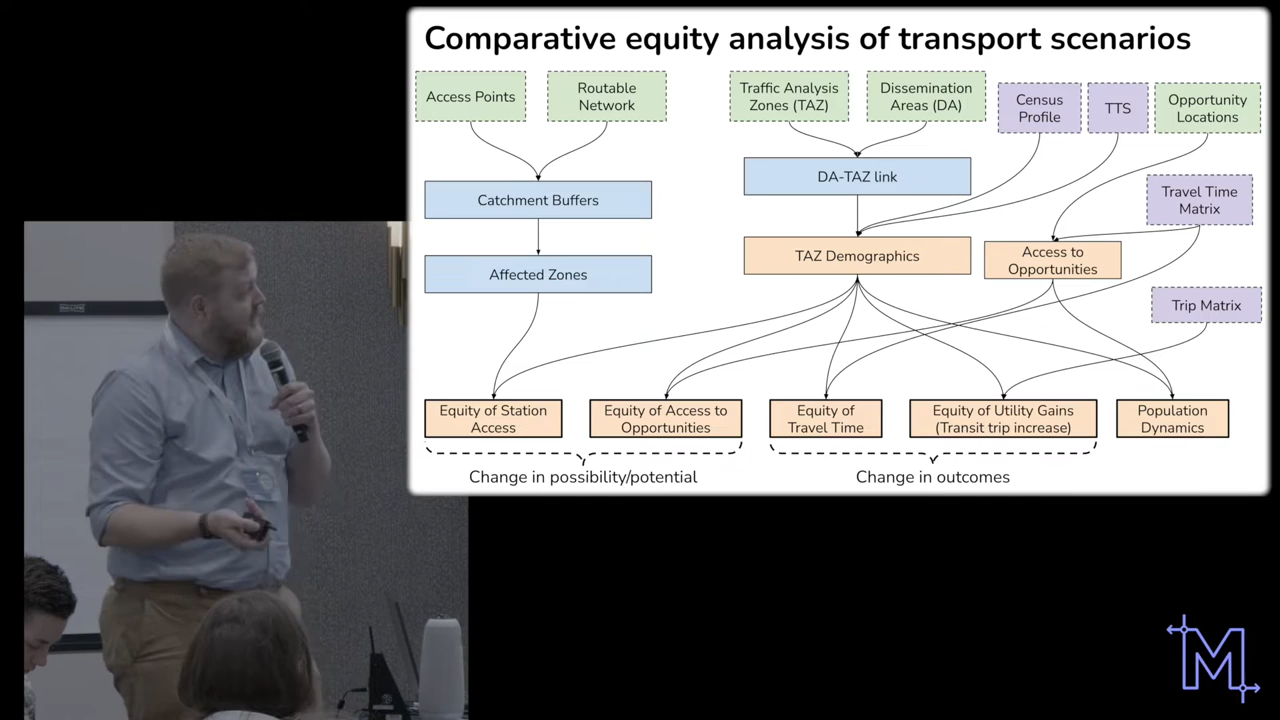 Comparative equity analysis of transport scenarios
Access Points
Routable
Network
Traffic Analysis
Zones (TAZ)
Dissemination
Areas (DA)
Census
Profile
TTS
Opportunity
Locations
DA-TAZ link
Catchment Buffers
Travel Time
Matrix
TAZ Demographics
Access to
Opportunities
Affected Zones
Trip Matrix
Equity of Station
Access
Equity of Access to
Opportunities
Equity of
Travel Time
Equity of Utility Gains
(Transit trip increase)
Population
Dynamics
Change in possibility/potential
Change in outcomes
M